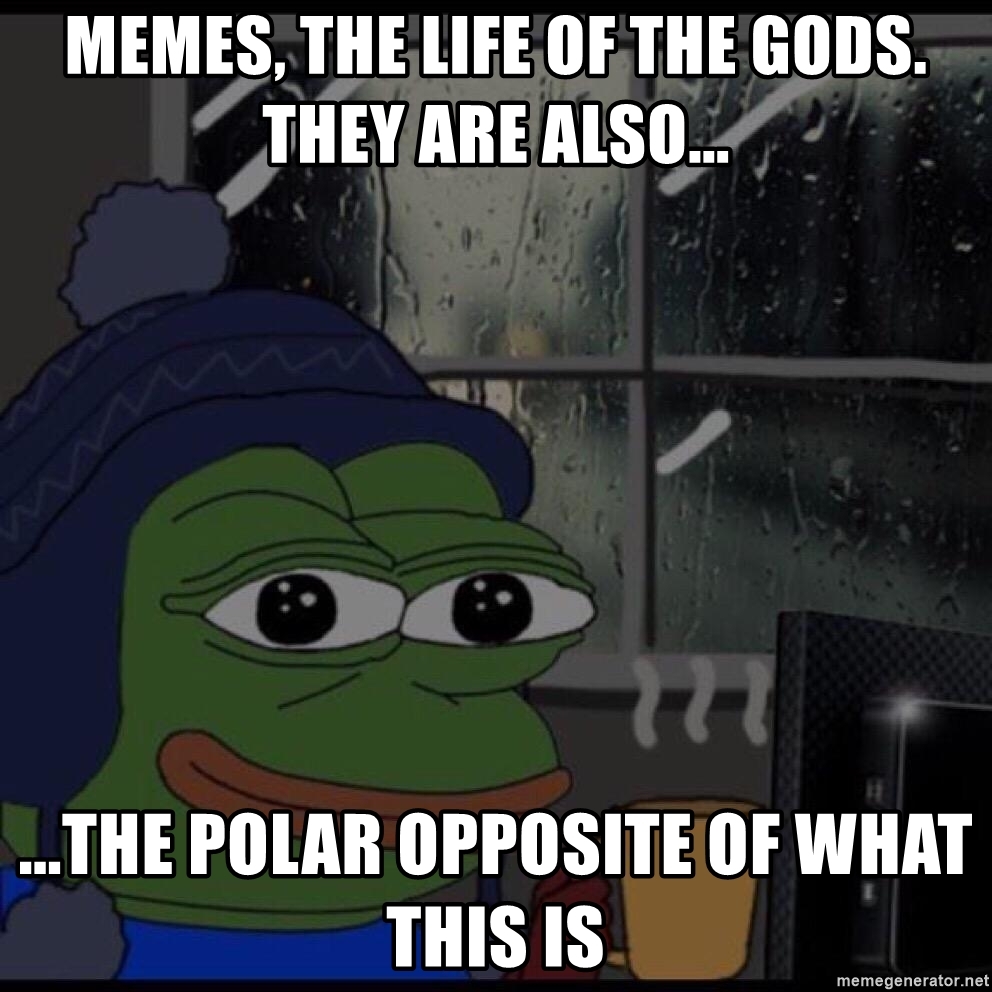 MEMES, THE LIFE OF THE GODS.
THEY ARE ALSO...
...THE POLAR OPPOSITE OF WHAT
THIS IS
memegenerator.net